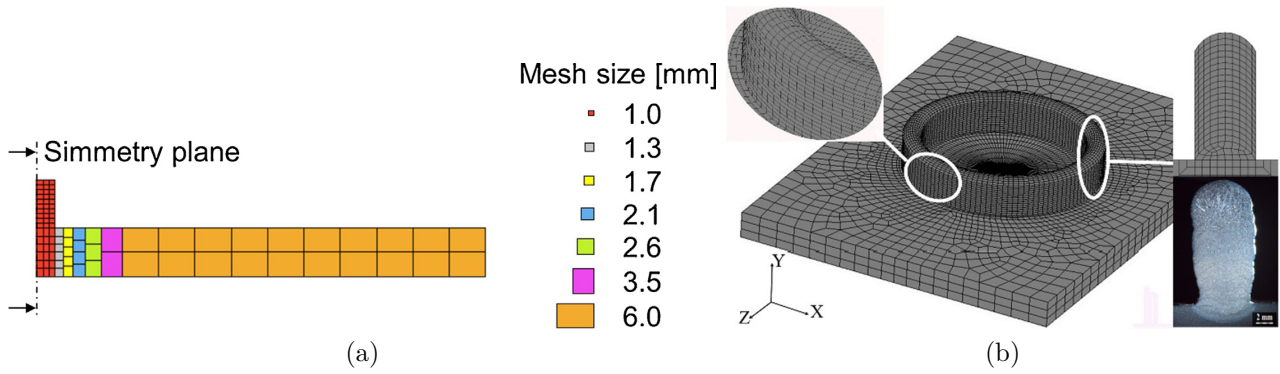 Simmetry plane
Mesh size [mm]
1.0
1.3
1.7
2.1
2.6
3.5
6.0
(a)
Y
Z
X
2 mm
(b)